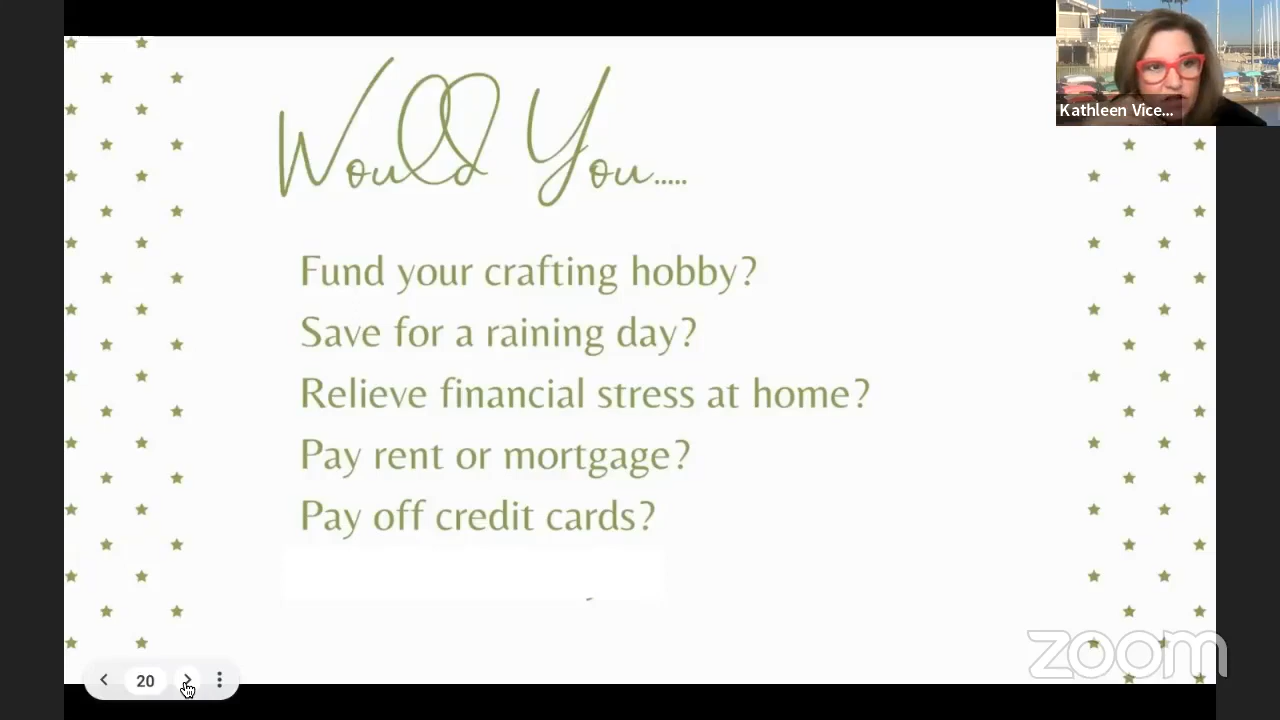 Would You.....
Kathleen Vice...
Fund your crafting hobby?
Save for a raining day?
Relieve financial stress at home?
Pay rent or mortgage?
Pay off credit cards?
zoom
20